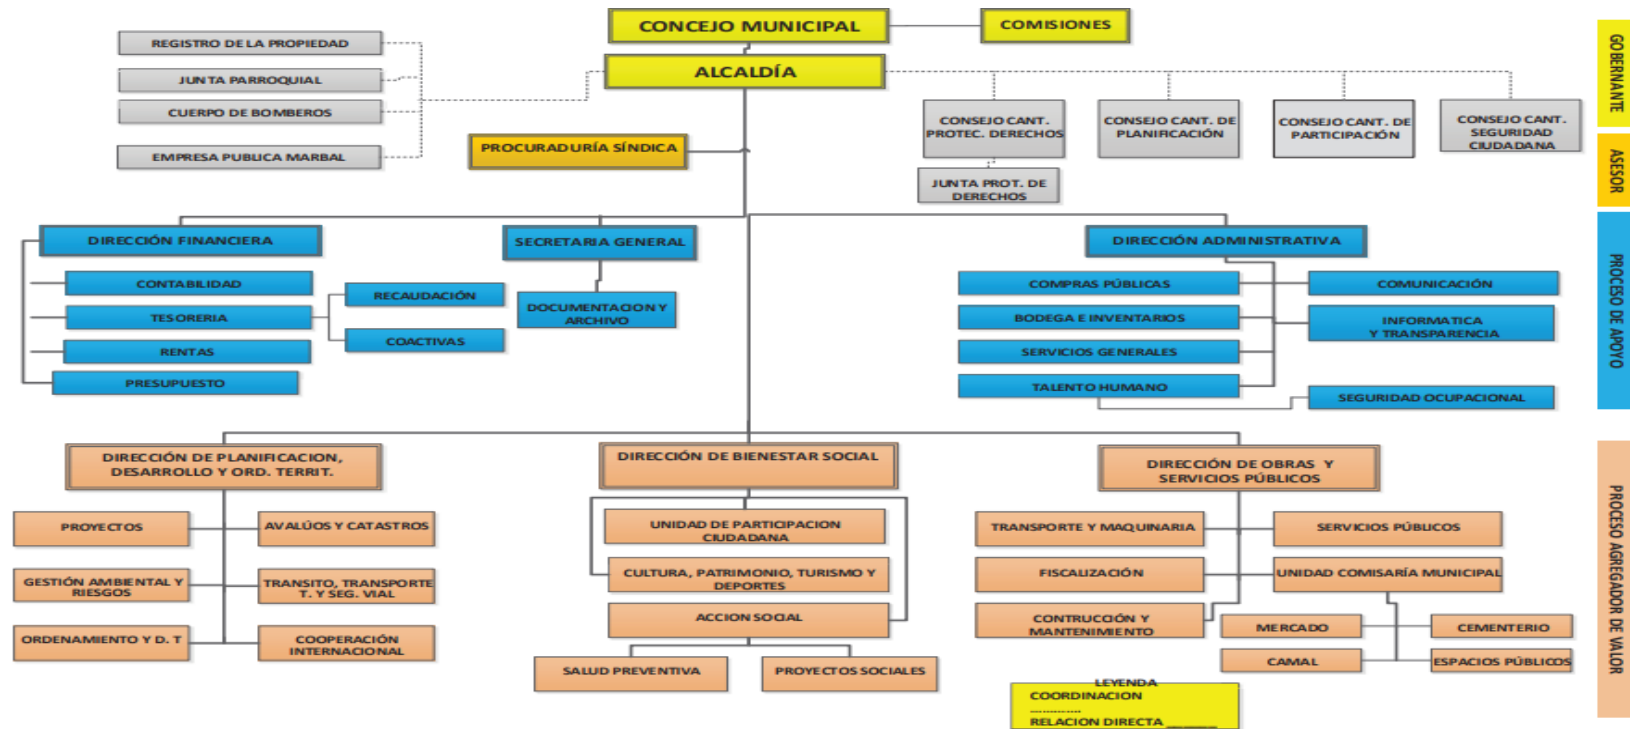 CONCEJO MUNICIPAL
COMISIONES
ALCALDÍA
REGISTRO DE LA PROPIEDAD
JUNTA PARROQUIAL
CUERPO DE BOMBEROS
EMPRESA PUBLICA MARBAL
PROCURADURÍA SÍNDICA
CONSEJO CANT.
PROTEC. DERECHOS
CONSEJO CANT. DE
PLANIFICACIÓN
CONSEJO CANT. DE
PARTICIPACIÓN
CONSEJO CANT.
SEGURIDAD
CIUDADANA
JUNTA PROT. DE
DERECHOS
GOBERNANTE
ASESOR
DIRECCIÓN FINANCIERA
CONTABILIDAD
TESORERIA
RENTAS
PRESUPUESTO
RECAUDACIÓN
COACTIVAS
SECRETARIA GENERAL
DOCUMENTACION Y
ARCHIVO
DIRECCIÓN ADMINISTRATIVA
COMPRAS PÚBLICAS
BODEGA E INVENTARIOS
SERVICIOS GENERALES
TALENTO HUMANO
COMUNICACIÓN
INFORMATICA
Y TRANSPARENCIA
SEGURIDAD OCUPACIONAL
PROCESO DE APOYO
DIRECCIÓN DE PLANIFICACION,
DESARROLLO Y ORD. TERRIT.
PROYECTOS
AVALÚOS Y CATASTROS
GESTIÓN AMBIENTAL Y
RIESGOS
TRANSITO, TRANSPORTE
T. Y SEG. VIAL
ORDENAMIENTO Y D. T
COOPERACIÓN
INTERNACIONAL
DIRECCIÓN DE BIENESTAR SOCIAL
UNIDAD DE PARTICIPACION
CIUDADANA
CULTURA, PATRIMONIO, TURISMO Y
DEPORTES
ACCION SOCIAL
SALUD PREVENTIVA
PROYECTOS SOCIALES
DIRECCIÓN DE OBRAS Y
SERVICIOS PÚBLICOS
TRANSPORTE Y MAQUINARIA
SERVICIOS PÚBLICOS
FISCALIZACIÓN
UNIDAD COMISARÍA MUNICIPAL
CONTRUCCIÓN Y
MANTENIMIENTO
MERCADO
CEMENTERIO
CAMAL
ESPACIOS PÚBLICOS
PROCESO AGREGADOR DE VALOR
LEYENDA
COORDINACION
.............
RELACION DIRECTA ________